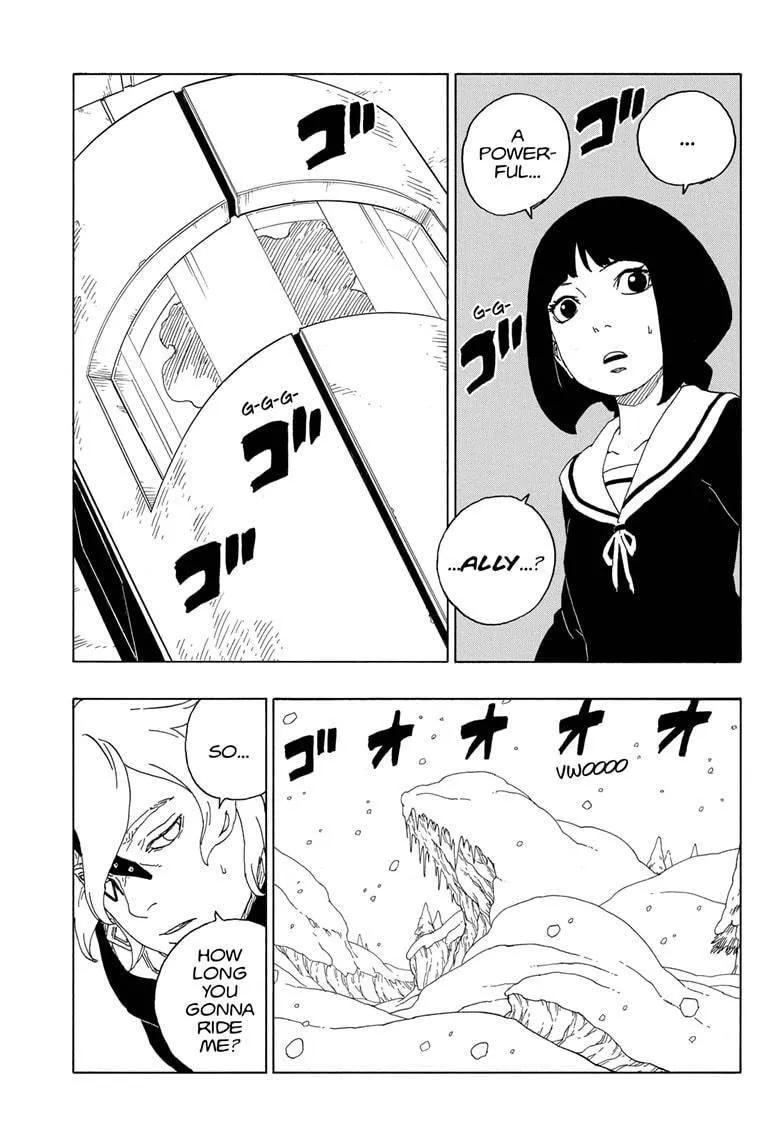 ...
A
POWER-
FUL...
ゴ
G-G-
ゴ
...ALLY...?
ゴ
G-G-G-
ゴ
ゴ
ゴ
オ
オ
オ
オ
VWOOOO
SO...
HOW
LONG
YOU
GONNA
RIDE
ME?